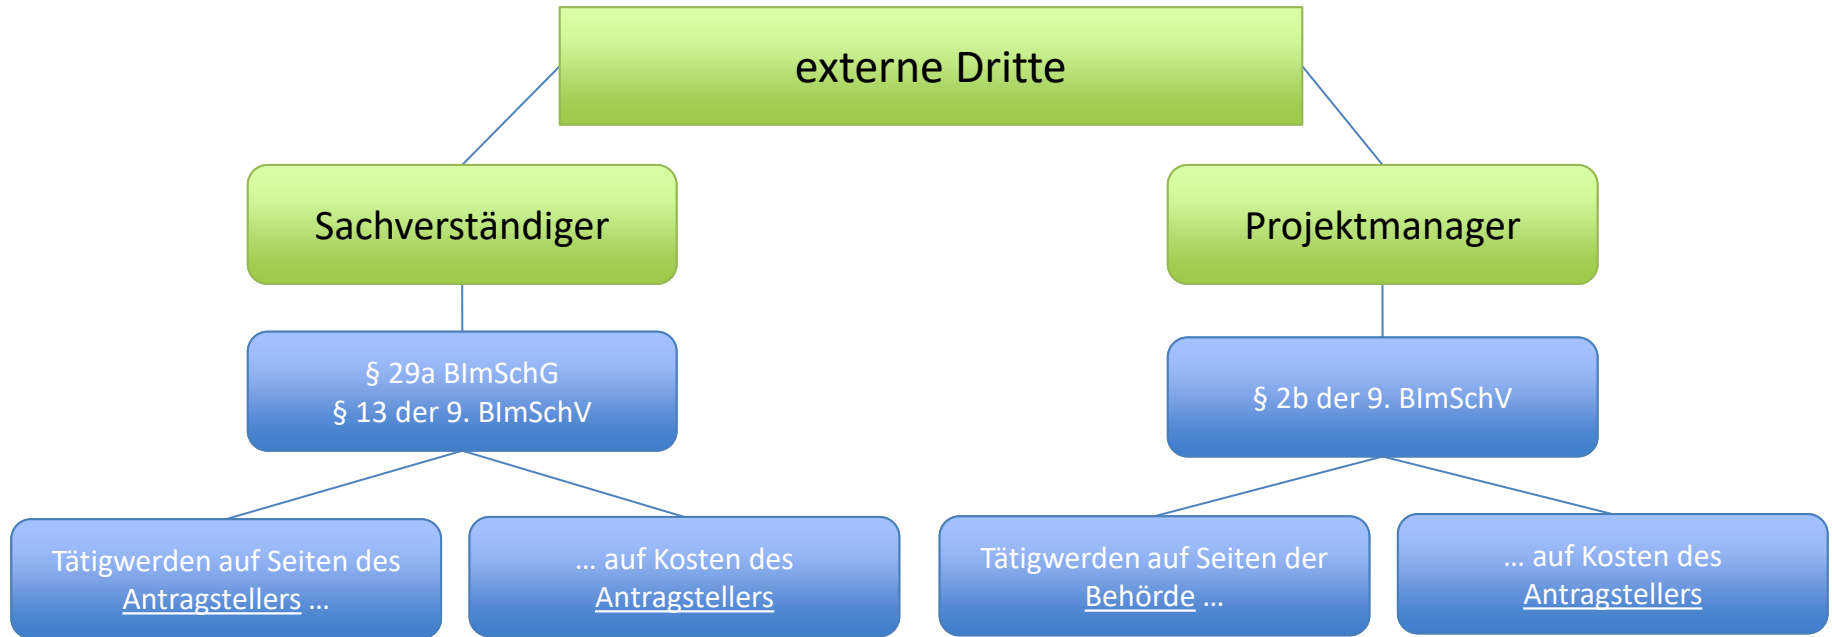 externe Dritte
Sachverständiger
Projektmanager
§ 29a BImSchG
§ 13 der 9. BImSchV
§ 2b der 9. BImSchV
Tätigwerden auf Seiten des
Antragstellers ...
... auf Kosten des
Antragstellers
Tätigwerden auf Seiten der
Behörde ...
... auf Kosten des
Antragstellers